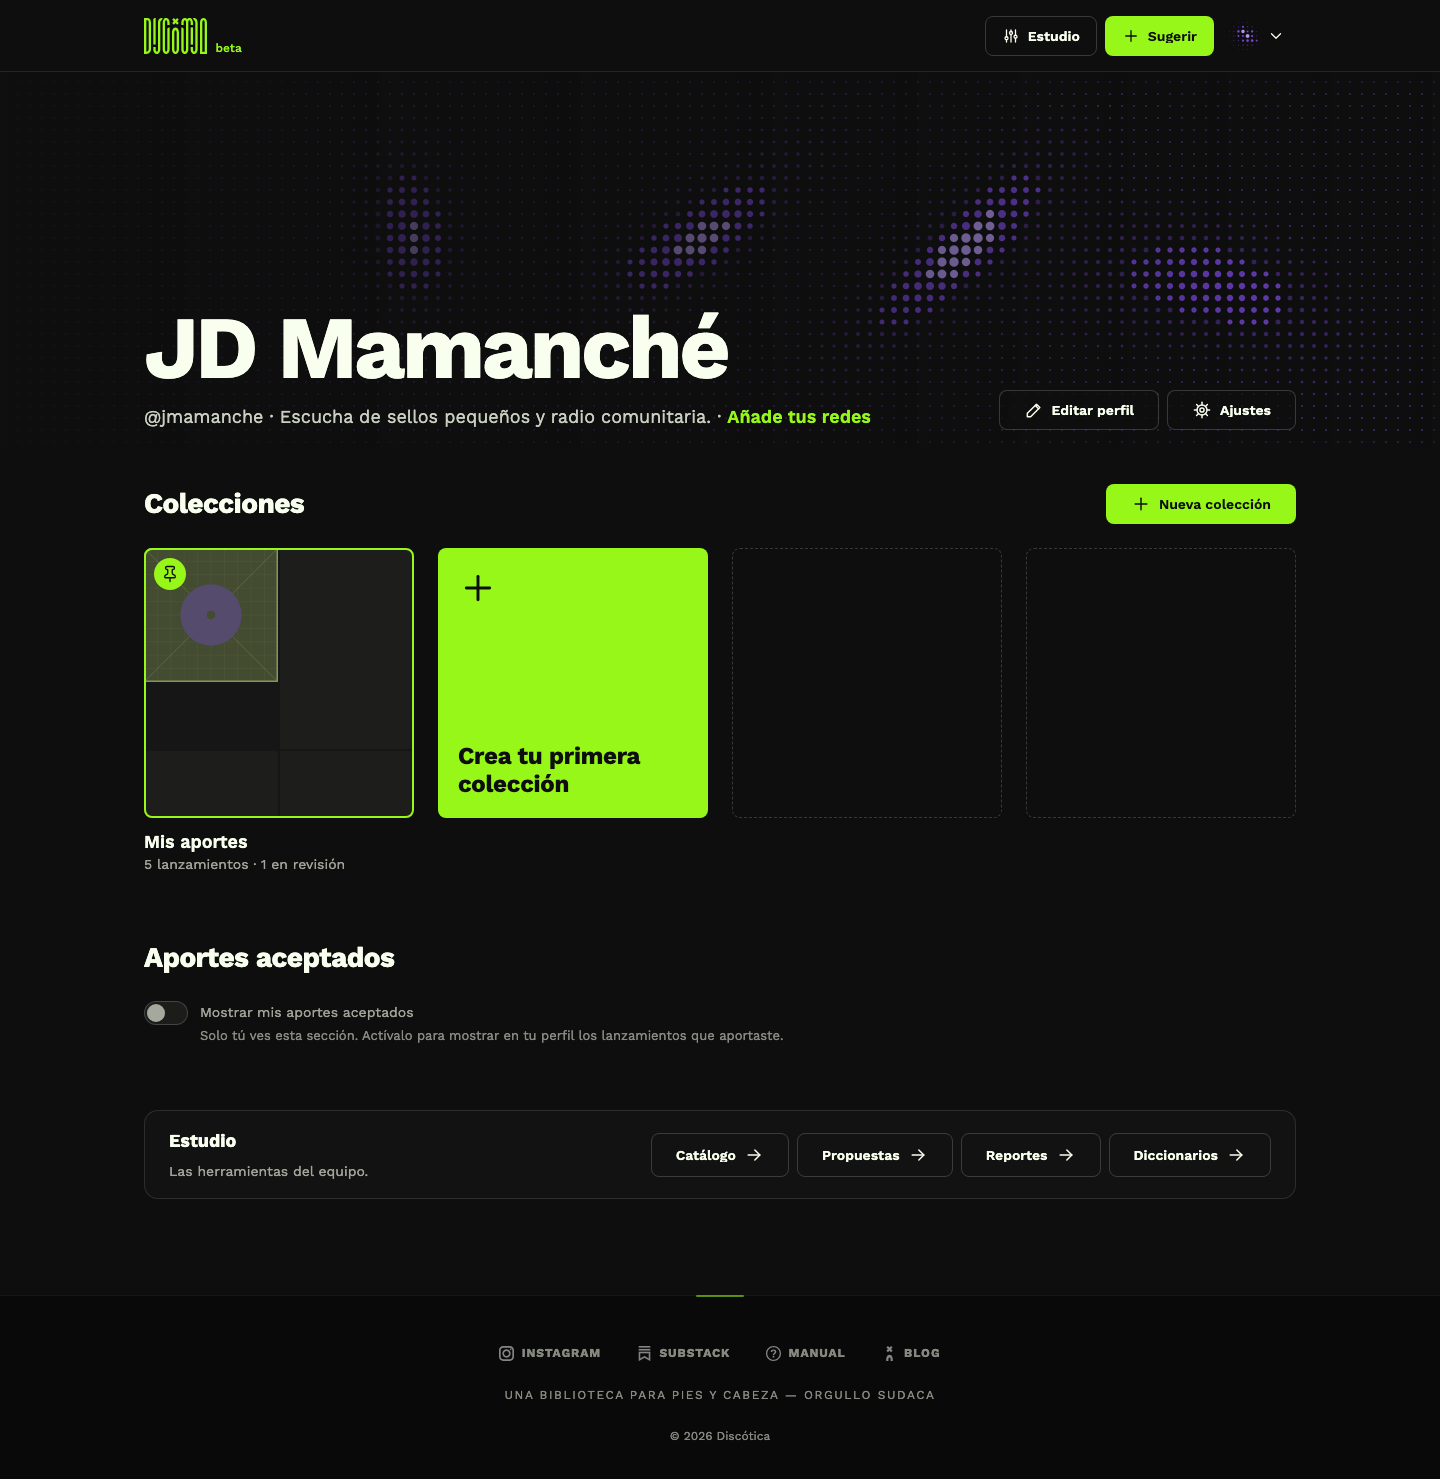 beta
Estudio
Sugerir
JD Mamanché
@jmamanche · Escucha de sellos pequeños y radio comunitaria. · Añade tus redes
Editar perfil
Ajustes
Colecciones
Nueva colección
Crea tu primera
colección
Mis aportes
5 lanzamientos · 1 en revisión
Aportes aceptados
Mostrar mis aportes aceptados
Solo tú ves esta sección. Actívalo para mostrar en tu perfil los lanzamientos que aportaste.
Estudio
Las herramientas del equipo.
Catálogo
Propuestas
Reportes
Diccionarios
INSTAGRAM
SUBSTACK
MANUAL
BLOG
UNA BIBLIOTECA PARA PIES Y CABEZA — ORGULLO SUDACA
© 2026 Discótica